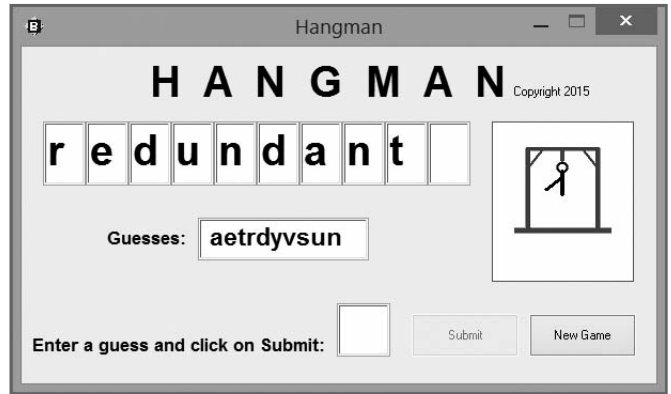 Hangman
H A N G M A N Copyright 2015
r e d u n d a n t
Guesses: aetrdyvsun
Enter a guess and click on Submit: Submit New Game